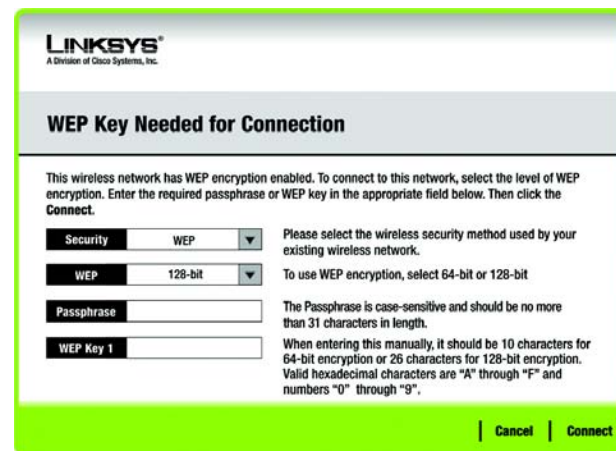 LINKSYS®
A Division of Cisco Systems, Inc.
WEP Key Needed for Connection
This wireless network has WEP encryption enabled. To connect to this network, select the level of WEP
encryption. Enter the required passphrase or WEP key in the appropriate field below. Then click the
Connect.
Security WEP
Please select the wireless security method used by your
existing wireless network.
WEP 128-bit
To use WEP encryption, select 64-bit or 128-bit
Passphrase
The Passphrase is case-sensitive and should be no more
than 31 characters in length.
WEP Key 1
When entering this manually, it should be 10 characters for
64-bit encryption or 26 characters for 128-bit encryption.
Valid hexadecimal characters are “A” through “F” and
numbers “0” through “9”.
Cancel Connect